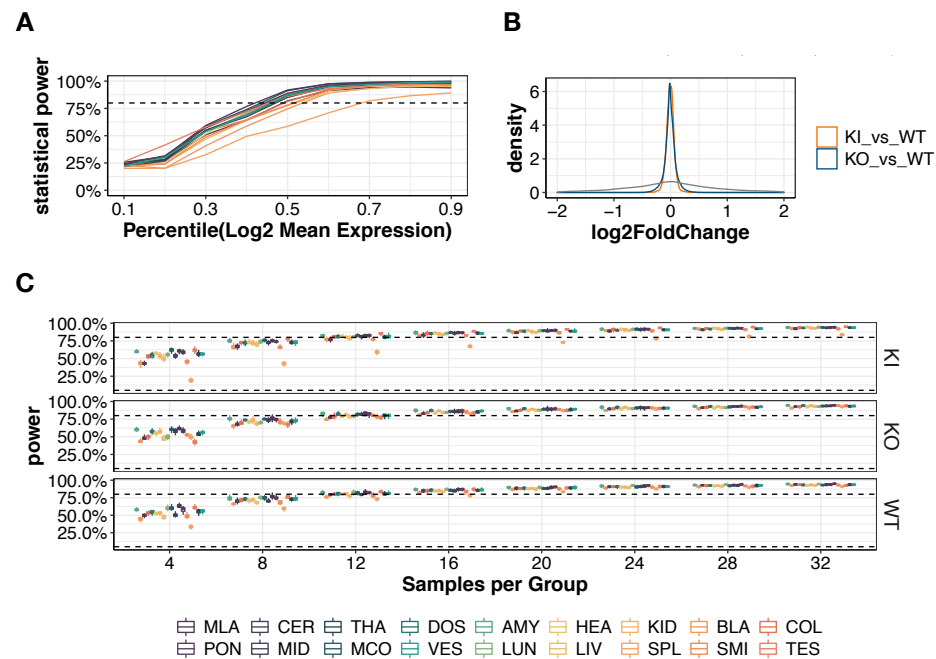 A
B
statistical power
100%
75%
50%
25%
0%
0.1 0.3 0.5 0.7 0.9
Percentile(Log2 Mean Expression)
density
6
4
2
0
−2 −1 0 1 2
log2FoldChange
KI_vs_WT
KO_vs_WT
C
power
100.0%
75.0%
50.0%
25.0%
KI
100.0%
75.0%
50.0%
25.0%
KO
100.0%
75.0%
50.0%
25.0%
WT
4 8 12 16 20 24 28 32
Samples per Group
MLA CER THA DOS AMY HEA KID BLA COL
PON MID MCO VES LUN LIV SPL SMI TES